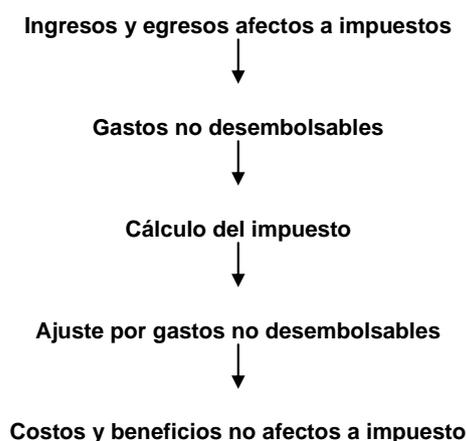 Ingresos y egresos afectos a impuestos
Gastos no desembolsables
Cálculo del impuesto
Ajuste por gastos no desembolsables
Costos y beneficios no afectos a impuesto